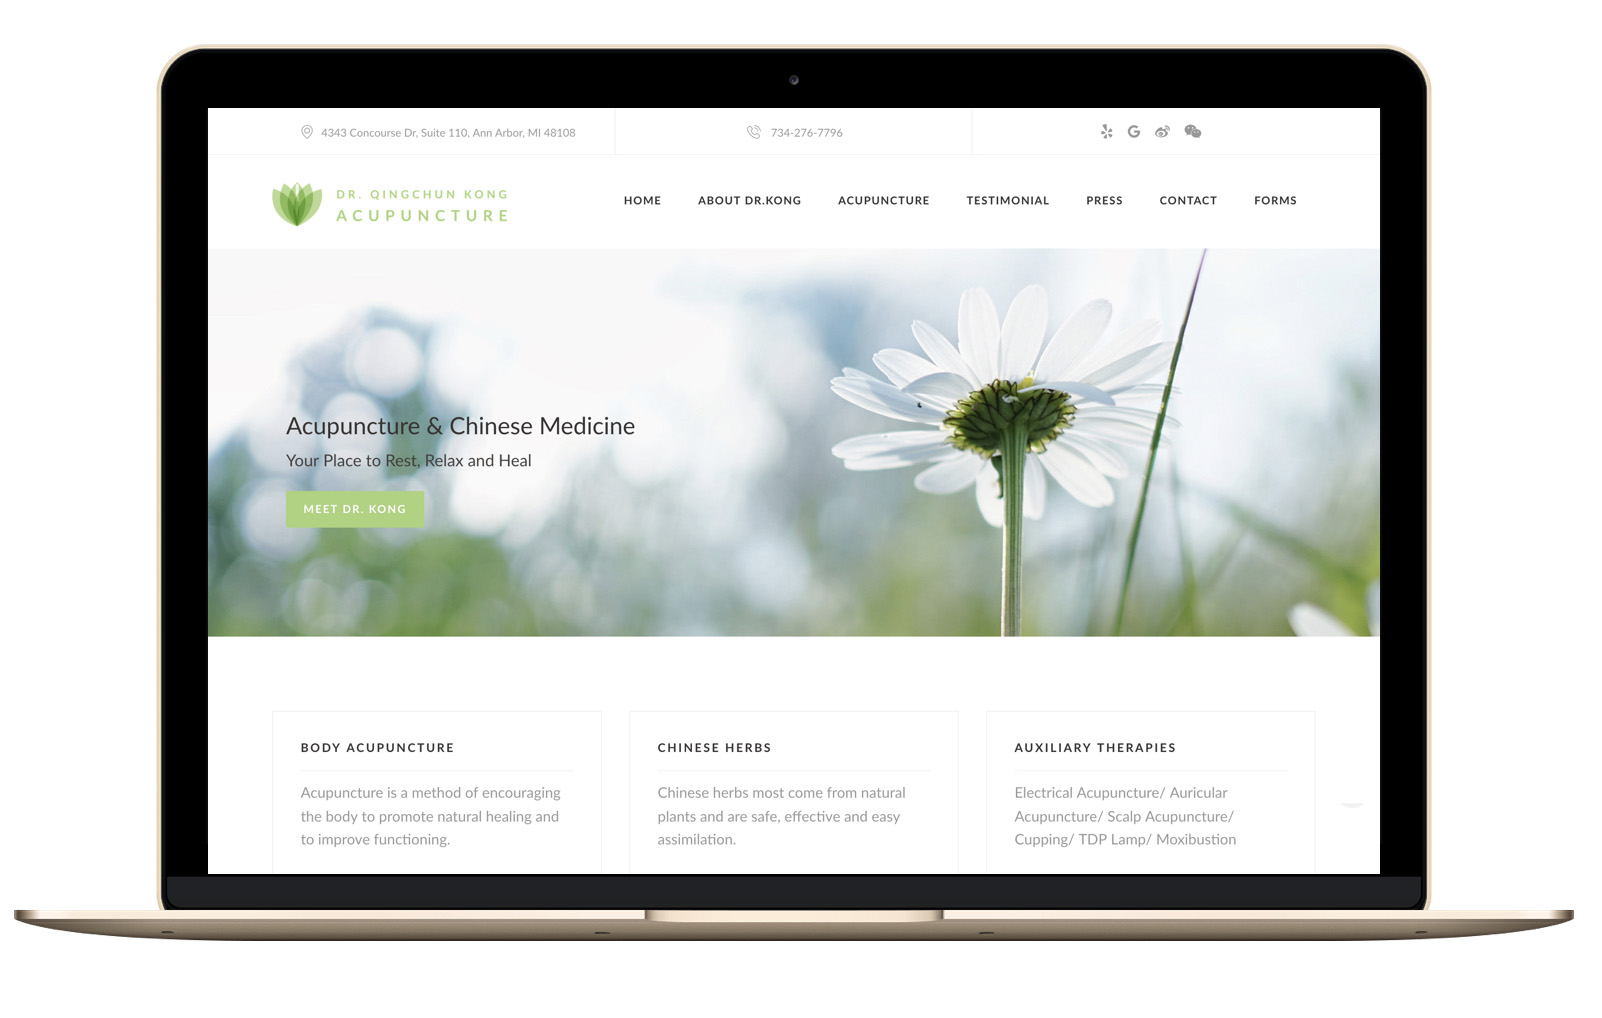 4343 Concourse Dr, Suite 110, Ann Arbor, MI 48108
734-276-7796
DR. QINGCHUN KONG
ACUPUNCTURE
HOME
ABOUT DR.KONG
ACUPUNCTURE
TESTIMONIAL
PRESS
CONTACT
FORMS
Acupuncture & Chinese Medicine
Your Place to Rest, Relax and Heal
MEET DR. KONG
BODY ACUPUNCTURE
Acupuncture is a method of encouraging
the body to promote natural healing and
to improve functioning.
CHINESE HERBS
Chinese herbs most come from natural
plants and are safe, effective and easy
assimilation.
AUXILIARY THERAPIES
Electrical Acupuncture/ Auricular
Acupuncture/ Scalp Acupuncture/
Cupping/ TDP Lamp/ Moxibustion